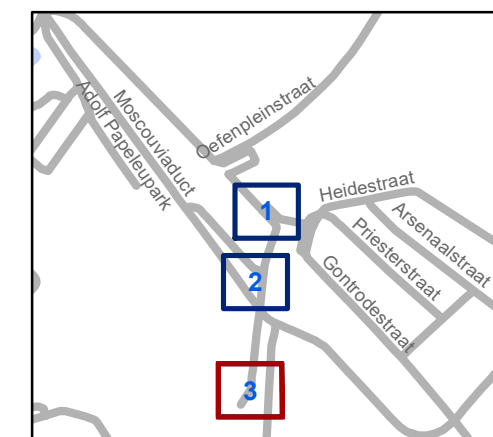 Oefenpleinstraat
Moscouviaduct
Adolf Papeleupark
Heidestraat
1
Arsenaalstraat
Priesterstraat
Gontrodestraat
2
3